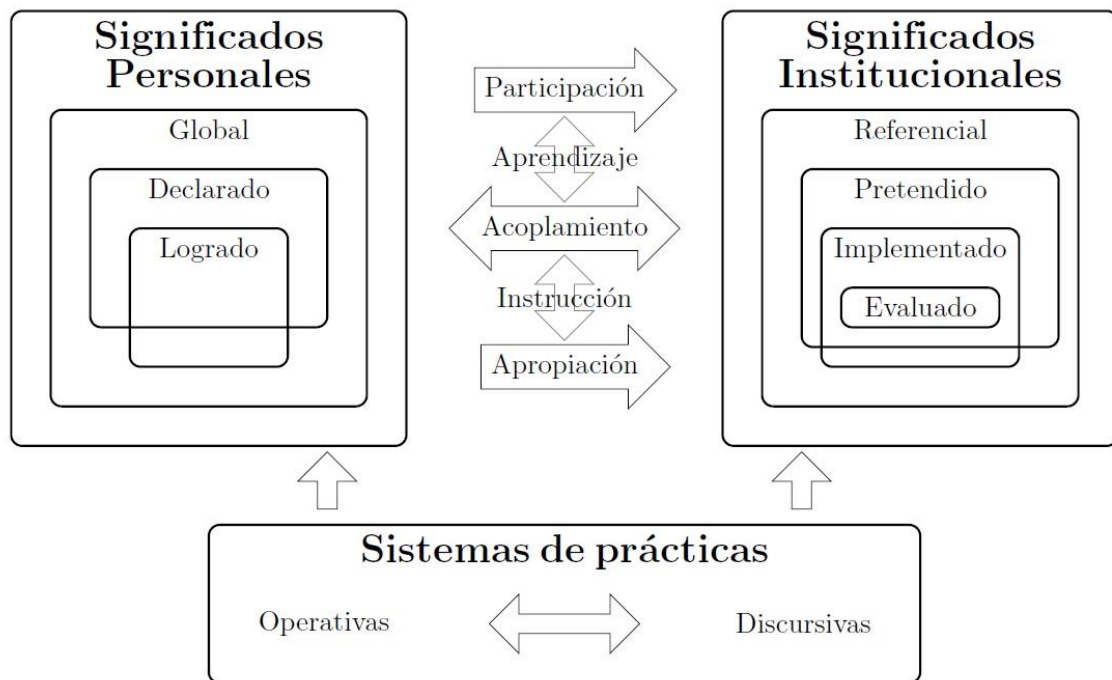 Significados
Personales
Global
Declarado
Logrado
Participación
Aprendizaje
Acoplamiento
Instrucción
Apropiación
Significados
Institucionales
Referencial
Pretendido
Implementado
Evaluado
Sistemas de prácticas
Operativas
Discursivas